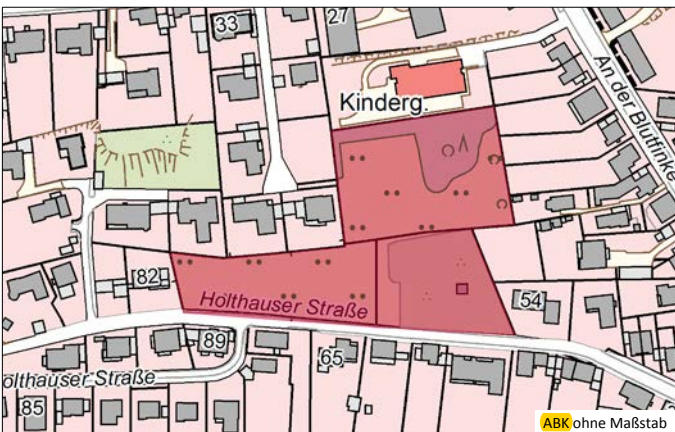 33
27
Kinderg.
An der Blutfinke
82
Holthauser Straße
54
89
65
olthauser Straße
85
ABK ohne Maßstab